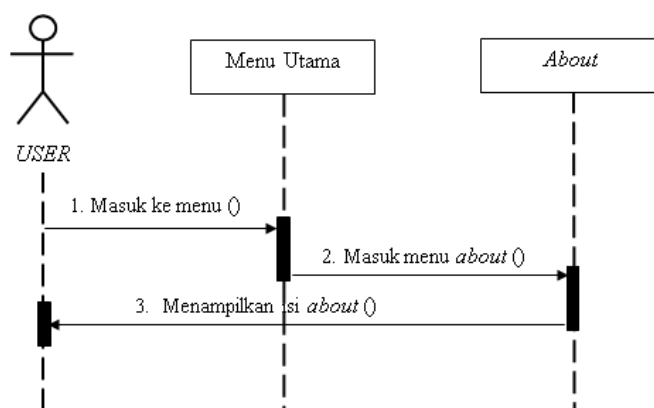 Menu Utama
About
USER
1. Masuk ke menu ()
2. Masuk menu about ()
3. Menampilkan isi about ()